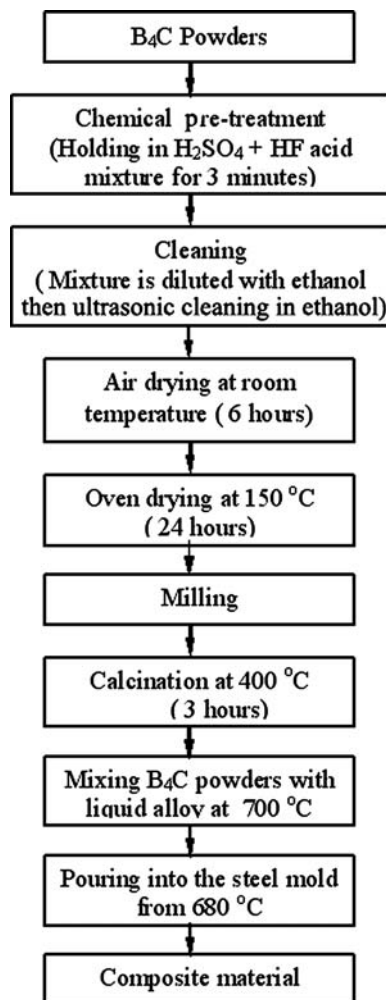 B₄C Powders
Chemical pre-treatment
(Holding in H₂SO₄ + HF acid
mixture for 3 minutes)
Cleaning
( Mixture is diluted with ethanol
then ultrasonic cleaning in ethanol)
Air drying at room
temperature ( 6 hours)
Oven drying at 150 °C
( 24 hours)
Milling
Calcination at 400 °C
( 3 hours)
Mixing B₄C powders with
liquid alloy at 700 °C
Pouring into the steel mold
from 680 °C
Composite material